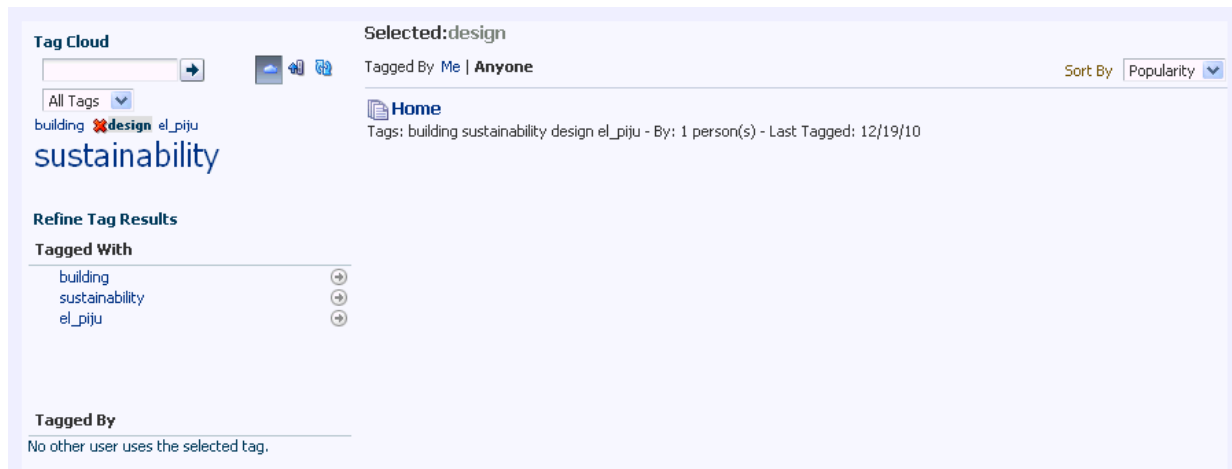 Tag Cloud
All Tags
building design el_piju
sustainability
Refine Tag Results
Tagged With
building
sustainability
el_piju
Tagged By
No other user uses the selected tag.
Selected:design
Tagged By Me | Anyone
Sort By Popularity
Home
Tags: building sustainability design el_piju - By: 1 person(s) - Last Tagged: 12/19/10